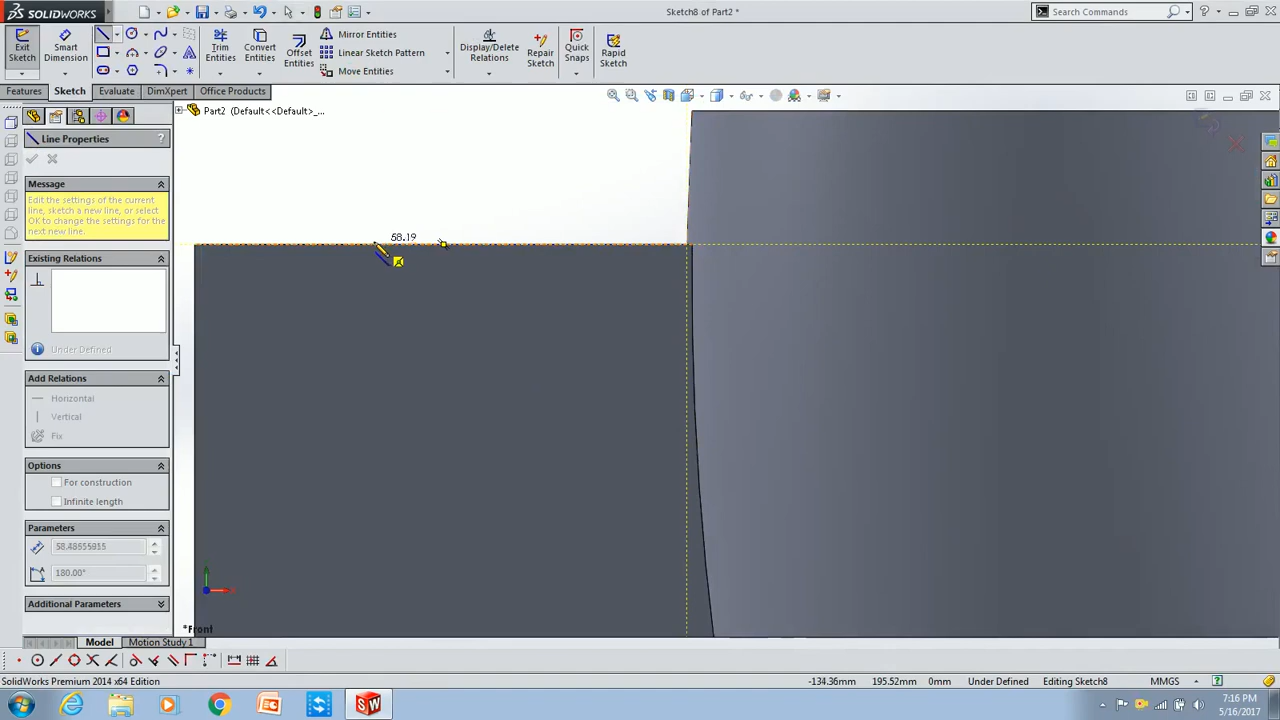 SOLIDWORKS
Sketch8 of Part2 *
Search Commands
Exit Sketch
Smart Dimension
Trim Entities
Convert Entities
Offset Entities
Mirror Entities
Linear Sketch Pattern
Move Entities
Display/Delete Relations
Repair Sketch
Quick Snaps
Rapid Sketch
Features
Sketch
Evaluate
DimXpert
Office Products
Part2 (Default<<Default>_...
Line Properties
?
Message
Edit the settings of the current
line, sketch a new line, or select
OK to change the settings for the
next new line.
Existing Relations
Under Defined
Add Relations
Horizontal
Vertical
Fix
Options
For construction
Infinite length
Parameters
58.48555915
180.00°
Additional Parameters
58.19
*Front
Model
Motion Study 1
SolidWorks Premium 2014 x64 Edition
-134.36mm
195.52mm
0mm
Under Defined
Editing Sketch8
MMGS
7:16 PM
5/16/2017